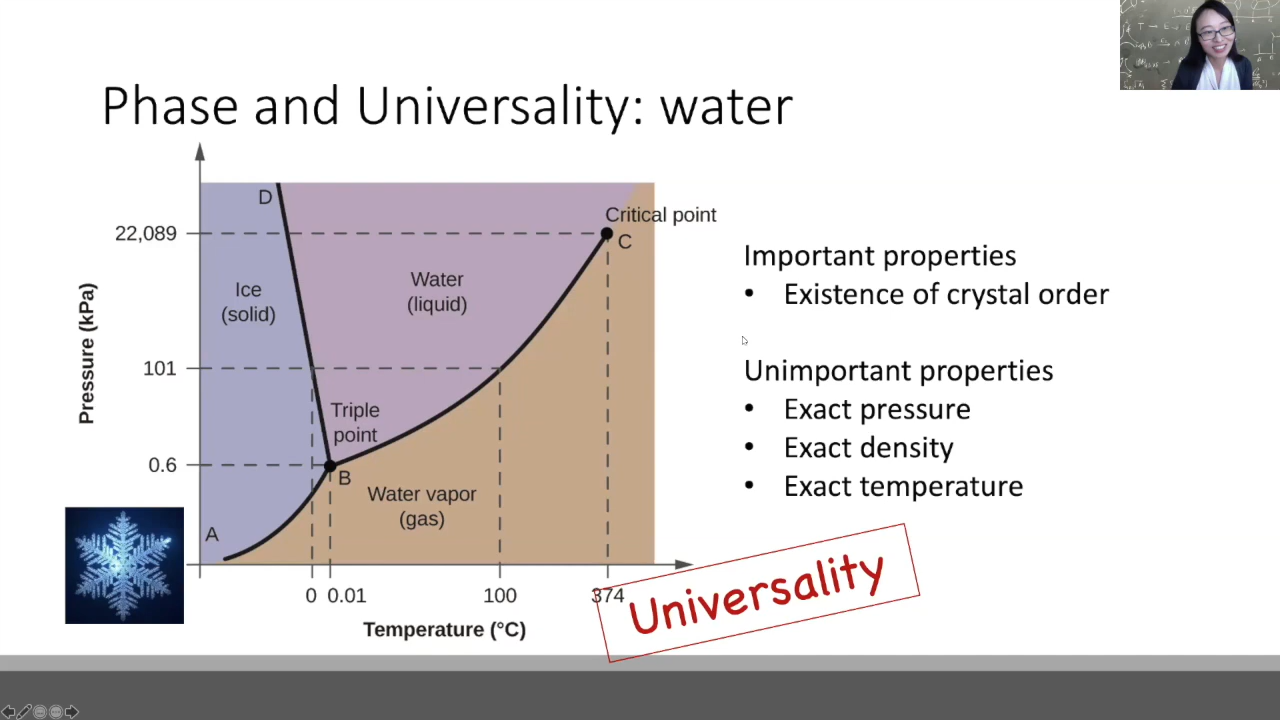 Phase and Universality: water
D
Critical point
22,089
C
Water
(liquid)
Ice
(solid)
Pressure (kPa)
101
Triple
point
0.6
B
Water vapor
(gas)
A
0 0.01
100
374
Temperature (°C)
Important properties
• Existence of crystal order
Unimportant properties
• Exact pressure
• Exact density
• Exact temperature
Universality